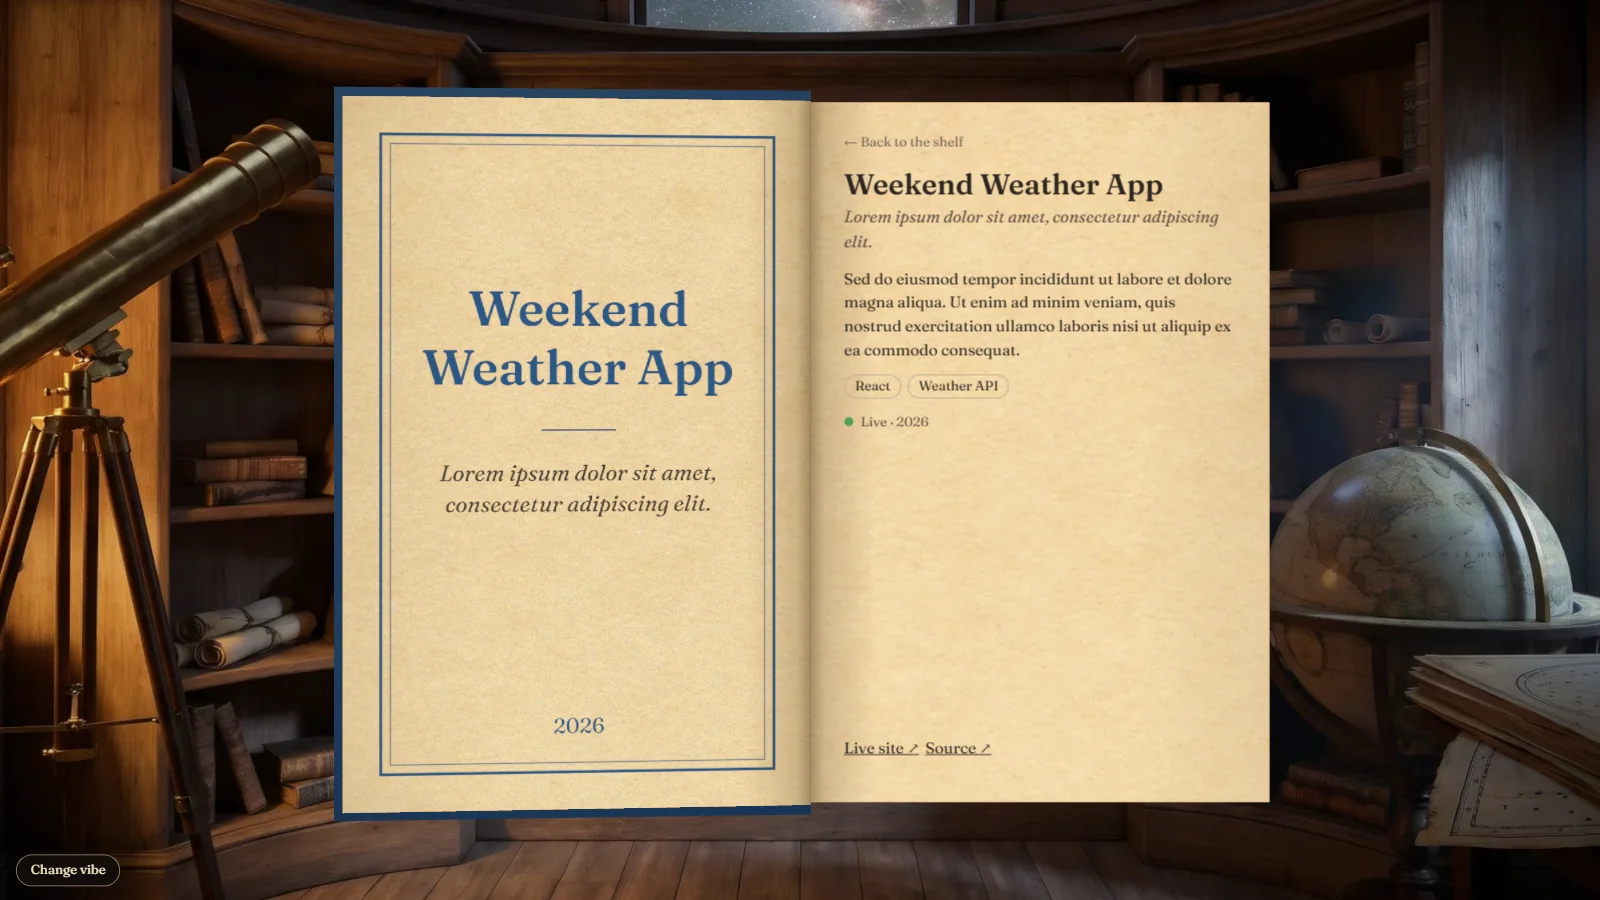 Weekend
Weather App
Lorem ipsum dolor sit amet,
consectetur adipiscing elit.
2026
← Back to the shelf
Weekend Weather App
Lorem ipsum dolor sit amet, consectetur adipiscing
elit.
Sed do eiusmod tempor incididunt ut labore et dolore
magna aliqua. Ut enim ad minim veniam, quis
nostrud exercitation ullamco laboris nisi ut aliquip ex
ea commodo consequat.
React
Weather API
Live · 2026
Live site ↗ Source ↗
Change vibe